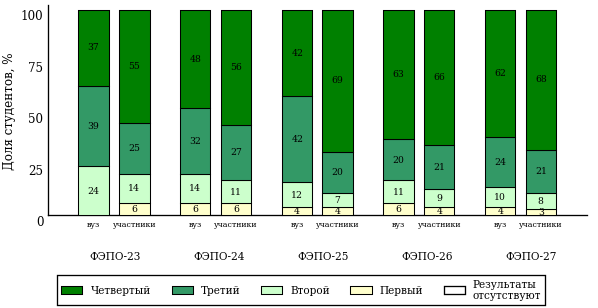 Доля студентов, %
100
75
50
25
0
37 55 48 56 42 69 63 66 62 68
39 25 32 27 42 20 20 21 24 21
24 14 14 11 12 7 11 9 10 8
6 6 6 4 4 6 4 4 3
вуз участники вуз участники вуз участники вуз участники вуз участники
ФЭПО-23 ФЭПО-24 ФЭПО-25 ФЭПО-26 ФЭПО-27
Четвертый Третий Второй Первый Результаты
отсутствуют